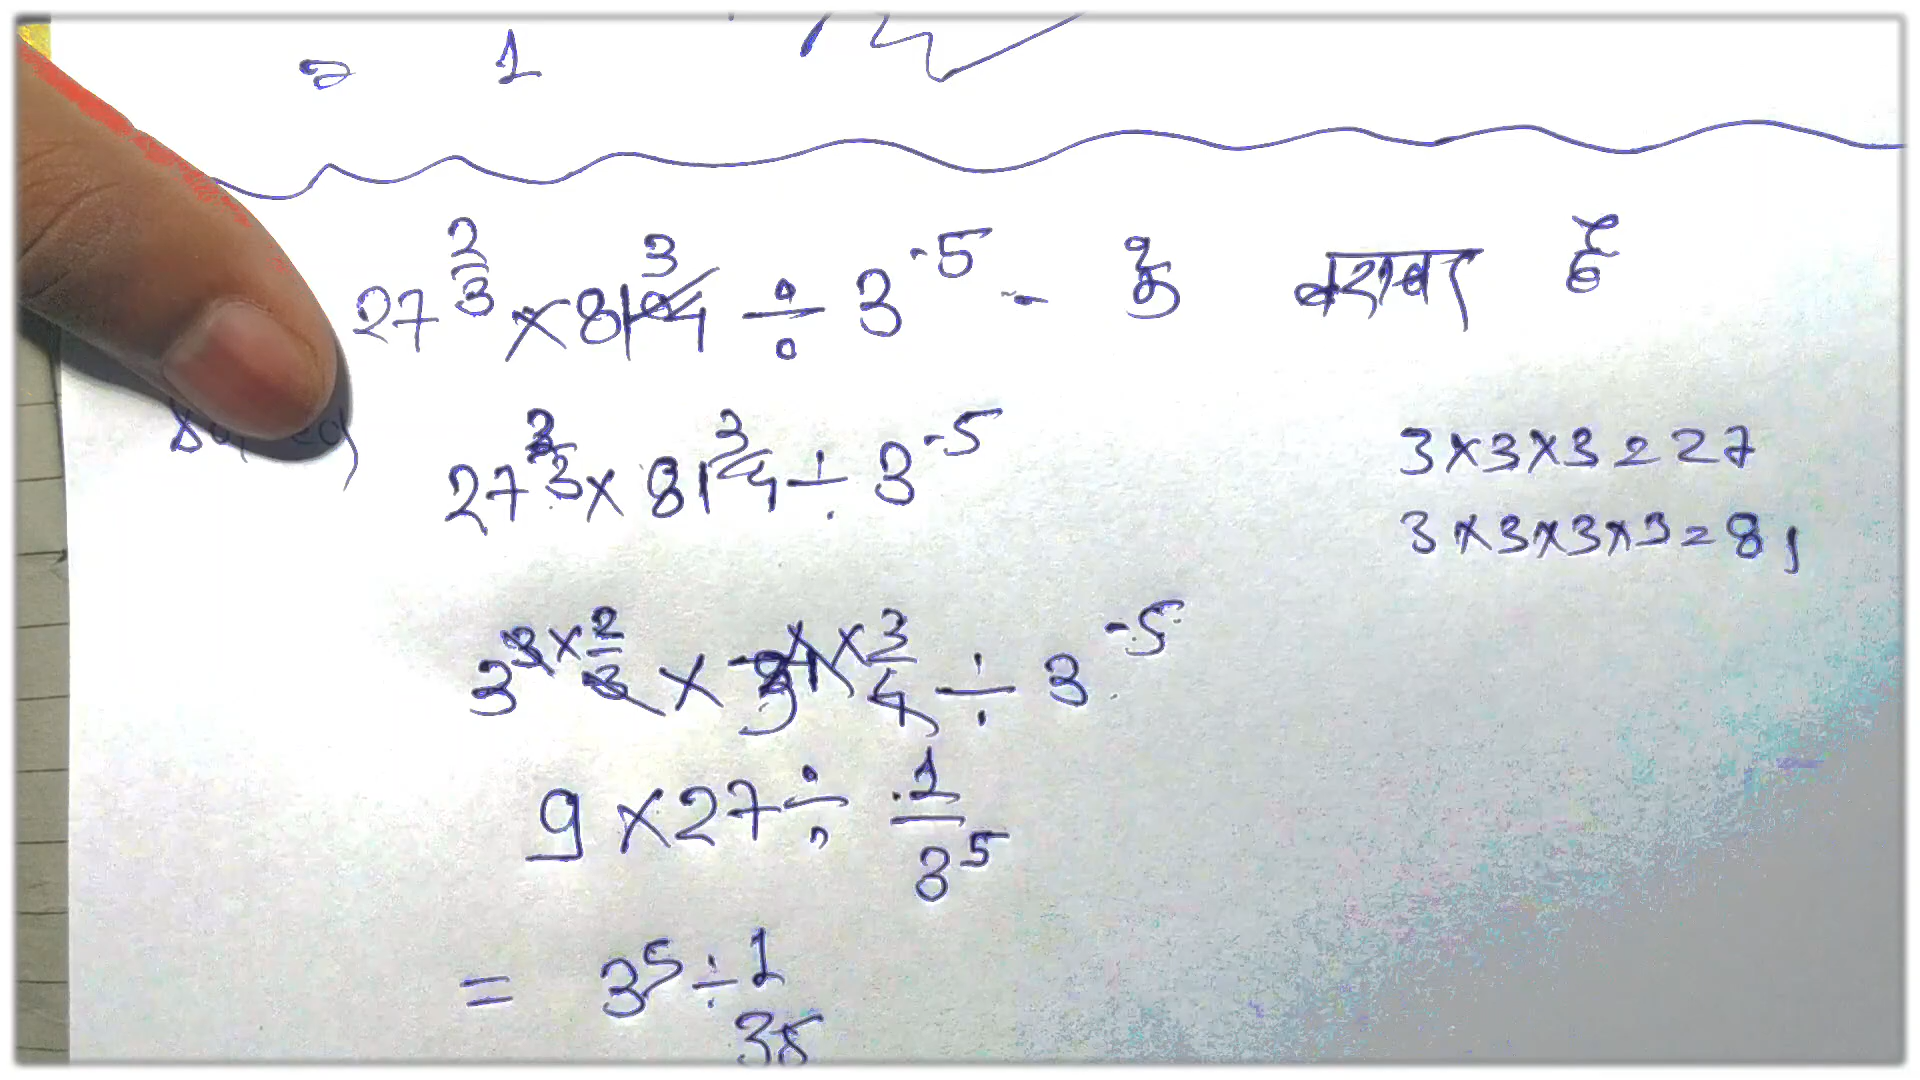 = 1
27^(2/3) × 81^(3/4) ÷ 3^-5 - के बराबर है
27^(2/3) × 81^(3/4) ÷ 3^-5
3×3×3=27
3×3×3×3=81
3^(3×2/3) × 3^(4×3/4) ÷ 3^-5
9 × 27 ÷ 1/3^5
= 3^5 ÷ 1/3^5